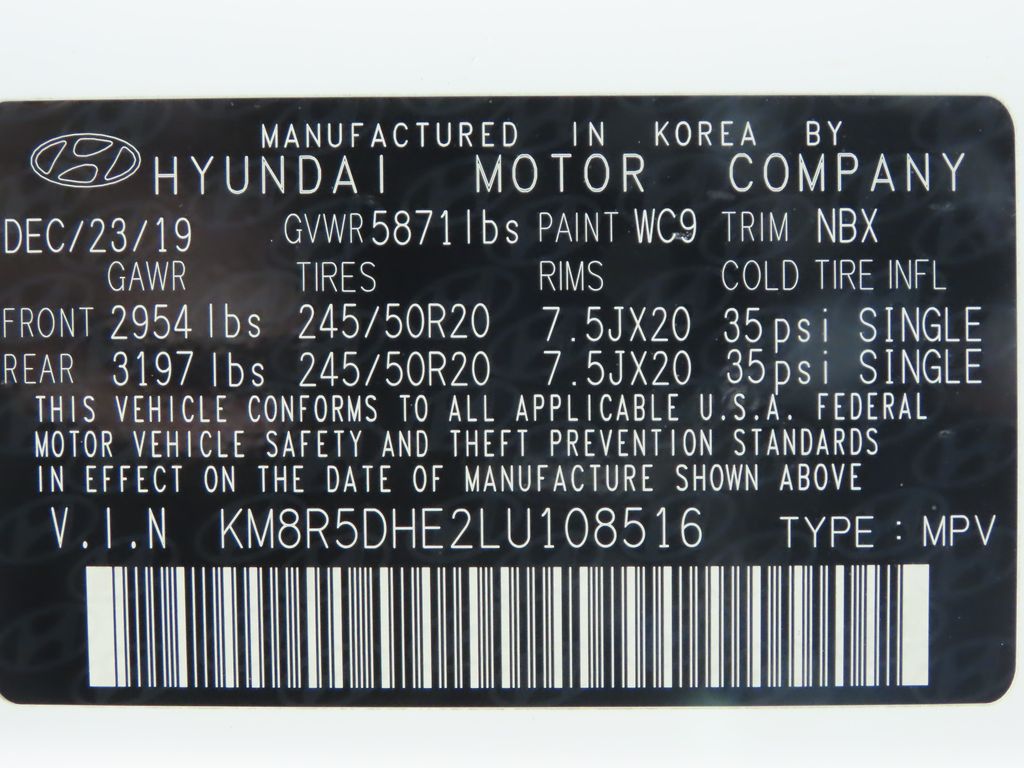 MANUFACTURED IN KOREA BY
HYUNDAI MOTOR COMPANY
DEC/23/19 GVWR 5871lbs PAINT WC9 TRIM NBX
GAWR TIRES RIMS COLD TIRE INFL
FRONT 2954 lbs 245/50R20 7.5JX20 35psi SINGLE
REAR 3197 lbs 245/50R20 7.5JX20 35psi SINGLE
THIS VEHICLE CONFORMS TO ALL APPLICABLE U.S.A. FEDERAL
MOTOR VEHICLE SAFETY AND THEFT PREVENTION STANDARDS
IN EFFECT ON THE DATE OF MANUFACTURE SHOWN ABOVE
V.I.N KM8R5DHE2LU108516 TYPE : MPV